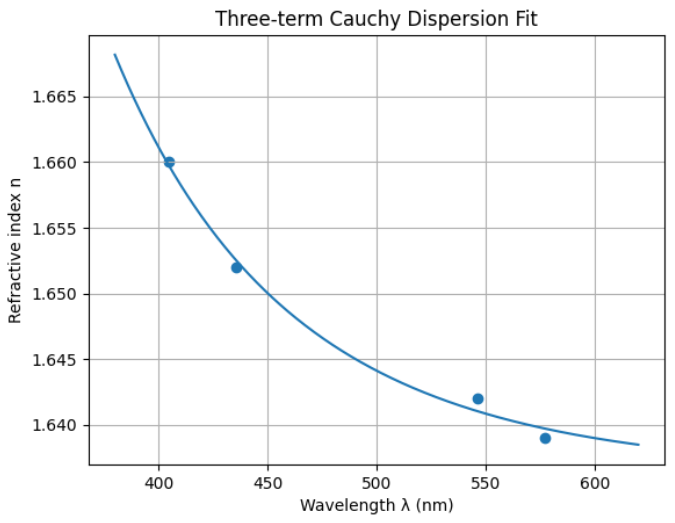 Three-term Cauchy Dispersion Fit
Refractive index n
1.665
1.660
1.655
1.650
1.645
1.640
400 450 500 550 600
Wavelength λ (nm)